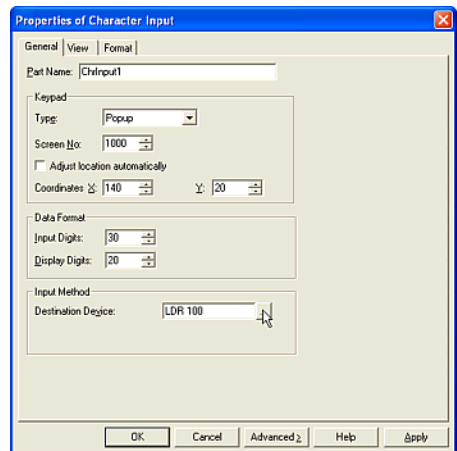 Properties of Character Input
General View Format
Part Name: ChrInput1
Keypad
Type: Popup
Screen No: 1000
Adjust location automatically
Coordinates X: 140 Y: 20
Data Format
Input Digits: 30
Display Digits: 20
Input Method
Destination Device: LDR 100
OK Cancel Advanced > Help Apply